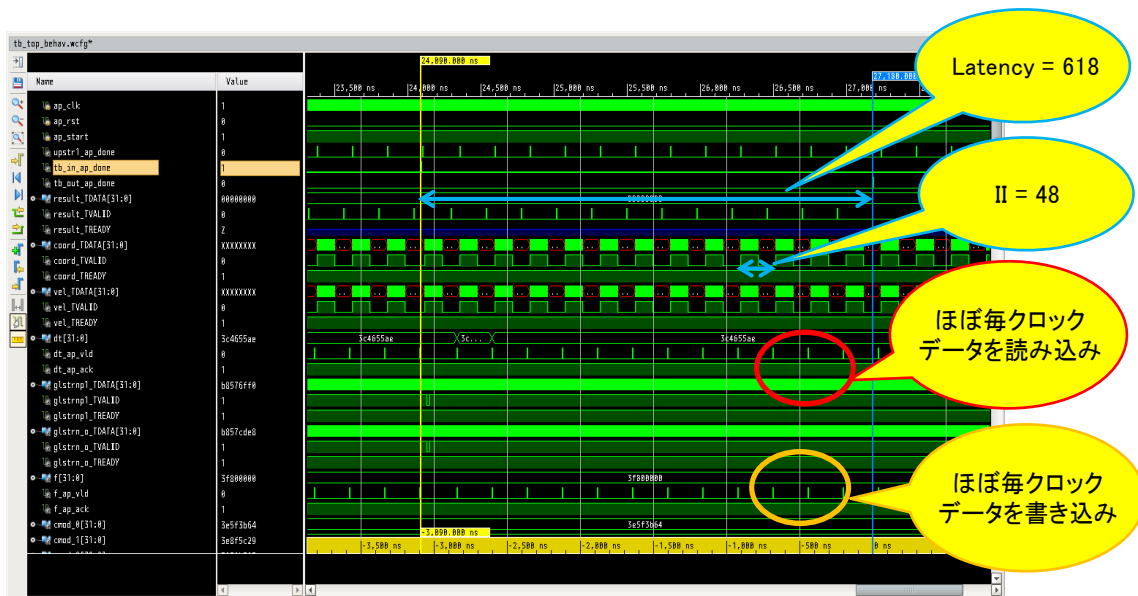 tb_top_behav.wcfg*
24,090.000 ns
Name
Value
23,500 ns
24,000 ns
24,500 ns
25,000 ns
25,500 ns
26,000 ns
26,500 ns
ap_clk 1
ap_rst 0
ap_start 1
upstr1_ap_done 0
tb_in_ap_done 1
tb_out_ap_done 0
result_TDATA[31:0] 00000000
result_TVALID 0
result_TREADY Z
coord_TDATA[31:0] XXXXXXXX
coord_TVALID 0
coord_TREADY 1
vel_TDATA[31:0] XXXXXXXX
vel_TVALID 0
vel_TREADY 1
dt[31:0] 3c4655ae 3c4655ae 3c... 3c4655ae
dt_ap_vld 0
dt_ap_ack 1
glstrnp1_TDATA[31:0] b8576ff0
glstrnp1_TVALID 1
glstrnp1_TREADY 1
glstrn_o_TDATA[31:0] b857cde8
glstrn_o_TVALID 1
glstrn_o_TREADY 1
f[31:0] 3f800000 3f800000
f_ap_vld 0
f_ap_ack 1
cmod_0[31:0] 3e5f3b64 3e5f3b64
cmod_1[31:0] 3e8f5c29
-3,090.000 ns
-3,500 ns
-3,000 ns
-2,500 ns
-2,000 ns
-1,500 ns
-1,000 ns
-500 ns
0 ns
Latency = 618
II = 48
ほぼ毎クロック
データを読み込み
ほぼ毎クロック
データを書き込み